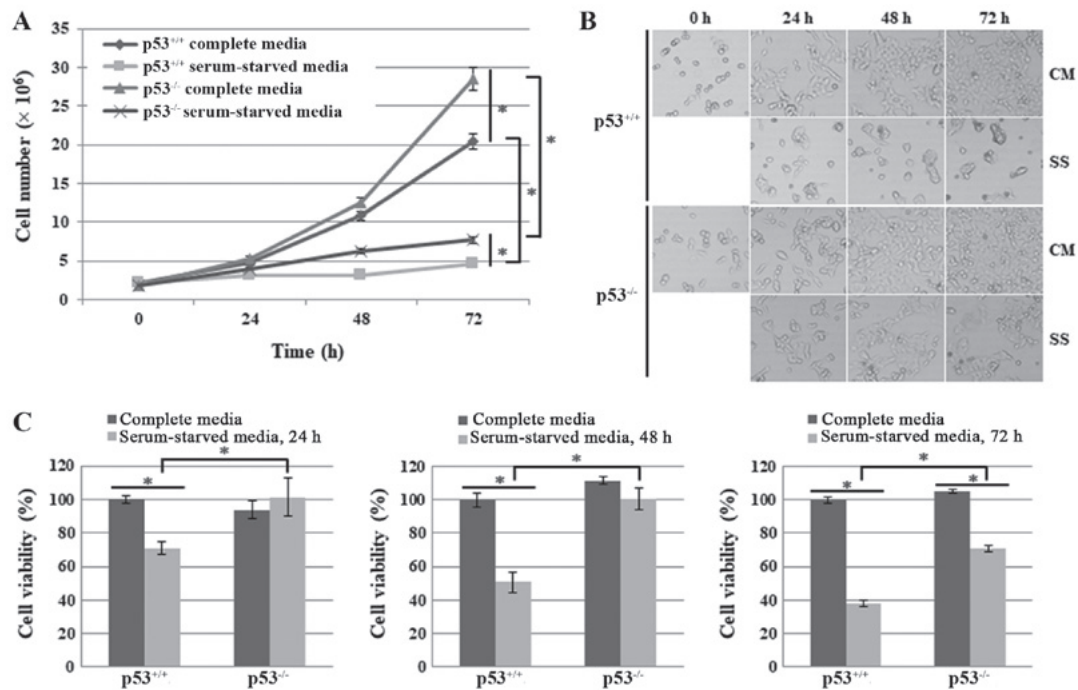 A
Cell number (× 10⁶)
35
30
25
20
15
10
5
0
p53⁺/⁺ complete media
p53⁺/⁺ serum-starved media
p53⁻/⁻ complete media
p53⁻/⁻ serum-starved media
*
*
*
*
0 24 48 72
Time (h)
B
0 h 24 h 48 h 72 h
p53⁺/⁺
CM
SS
p53⁻/⁻
CM
SS
C
Complete media
Serum-starved media, 24 h
Cell viability (%)
120
100
80
60
40
20
0
*
*
p53⁺/⁺ p53⁻/⁻
Complete media
Serum-starved media, 48 h
Cell viability (%)
120
100
80
60
40
20
0
*
*
p53⁺/⁺ p53⁻/⁻
Complete media
Serum-starved media, 72 h
Cell viability (%)
120
100
80
60
40
20
0
*
*
*
p53⁺/⁺ p53⁻/⁻